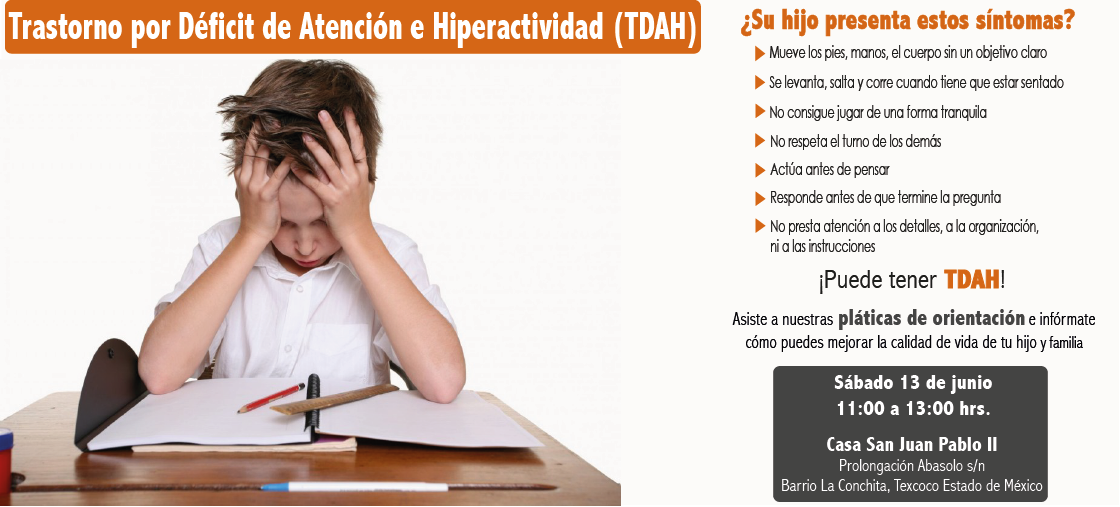 Trastorno por Déficit de Atención e Hiperactividad (TDAH)
¿Su hijo presenta estos síntomas?
Mueve los pies, manos, el cuerpo sin un objetivo claro
Se levanta, salta y corre cuando tiene que estar sentado
No consigue jugar de una forma tranquila
No respeta el turno de los demás
Actúa antes de pensar
Responde antes de que termine la pregunta
No presta atención a los detalles, a la organización,
ni a las instrucciones
¡Puede tener TDAH!
Asiste a nuestras pláticas de orientación e infórmate
cómo puedes mejorar la calidad de vida de tu hijo y familia
Sábado 13 de junio
11:00 a 13:00 hrs.
Casa San Juan Pablo II
Prolongación Abasolo s/n
Barrio La Conchita, Texcoco Estado de México